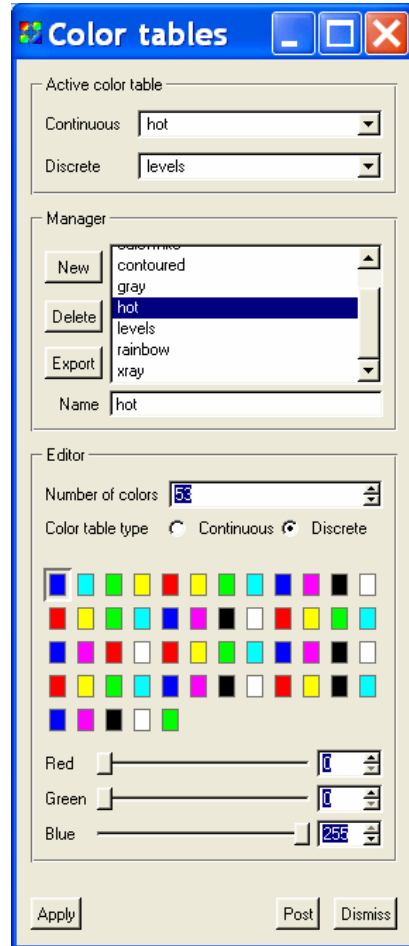 Color tables
Active color table
Continuous hot
Discrete levels
Manager
New
contoured
gray
hot
Delete
levels
rainbow
Export
xray
Name hot
Editor
Number of colors 53
Color table type Continuous Discrete
Red 0
Green 0
Blue 255
Apply Post Dismiss